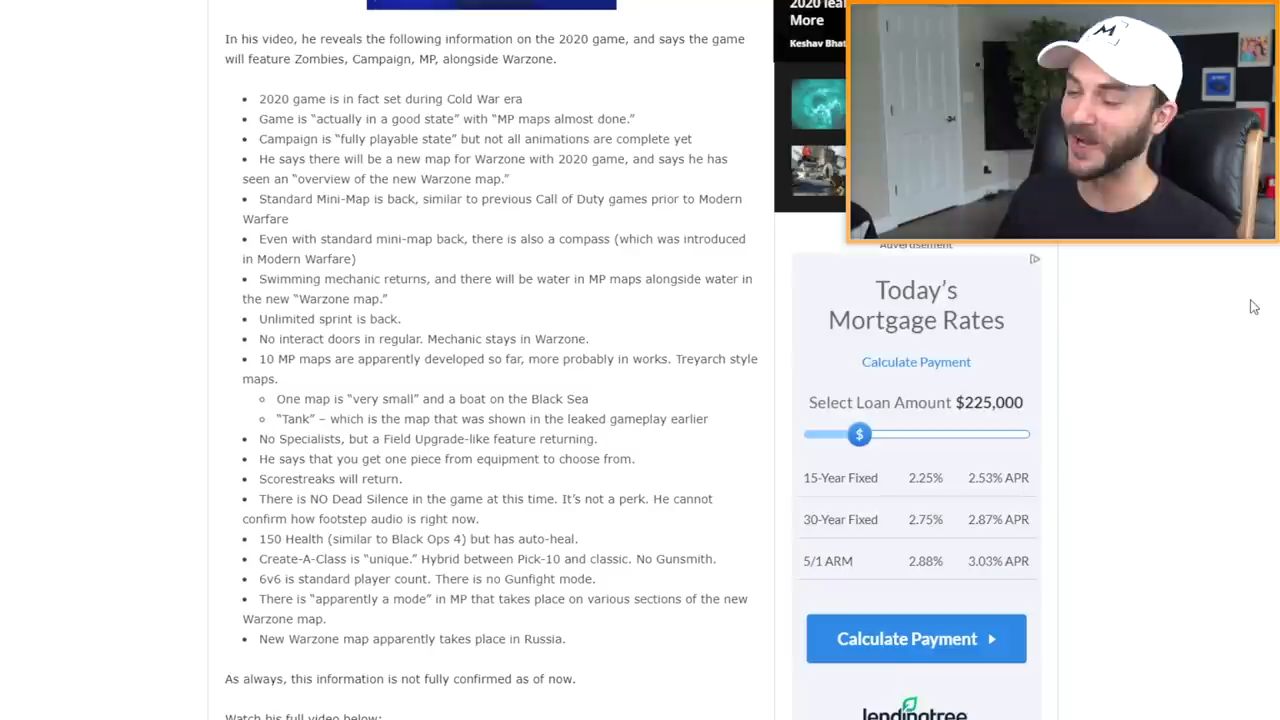 2020 lea
More
Keshav Bhat
In his video, he reveals the following information on the 2020 game, and says the game
will feature Zombies, Campaign, MP, alongside Warzone.
• 2020 game is in fact set during Cold War era
• Game is “actually in a good state” with “MP maps almost done.”
• Campaign is “fully playable state” but not all animations are complete yet
• He says there will be a new map for Warzone with 2020 game, and says he has
seen an “overview of the new Warzone map.”
• Standard Mini-Map is back, similar to previous Call of Duty games prior to Modern
Warfare
• Even with standard mini-map back, there is also a compass (which was introduced
in Modern Warfare)
• Swimming mechanic returns, and there will be water in MP maps alongside water in
the new “Warzone map.”
• Unlimited sprint is back.
• No interact doors in regular. Mechanic stays in Warzone.
• 10 MP maps are apparently developed so far, more probably in works. Treyarch style
maps.
○ One map is “very small” and a boat on the Black Sea
○ “Tank” – which is the map that was shown in the leaked gameplay earlier
• No Specialists, but a Field Upgrade-like feature returning.
• He says that you get one piece from equipment to choose from.
• Scorestreaks will return.
• There is NO Dead Silence in the game at this time. It’s not a perk. He cannot
confirm how footstep audio is right now.
• 150 Health (similar to Black Ops 4) but has auto-heal.
• Create-A-Class is “unique.” Hybrid between Pick-10 and classic. No Gunsmith.
• 6v6 is standard player count. There is no Gunfight mode.
• There is “apparently a mode” in MP that takes place on various sections of the new
Warzone map.
• New Warzone map apparently takes place in Russia.
As always, this information is not fully confirmed as of now.
Watch his full video below:
Advertisement
Today’s
Mortgage Rates
Calculate Payment
Select Loan Amount $225,000
$
15-Year Fixed 2.25% 2.53% APR
30-Year Fixed 2.75% 2.87% APR
5/1 ARM 2.88% 3.03% APR
Calculate Payment
lendingtree